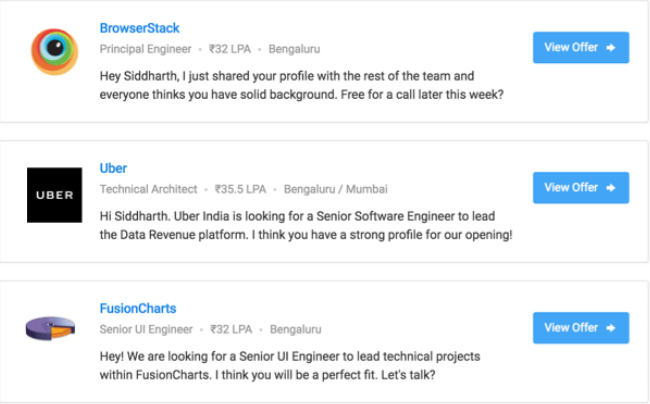 BrowserStack
Principal Engineer • ₹32 LPA • Bengaluru
View Offer
Hey Siddharth, I just shared your profile with the rest of the team and
everyone thinks you have solid background. Free for a call later this week?
UBER
Uber
Technical Architect • ₹35.5 LPA • Bengaluru / Mumbai
View Offer
Hi Siddharth. Uber India is looking for a Senior Software Engineer to lead
the Data Revenue platform. I think you have a strong profile for our opening!
FusionCharts
Senior UI Engineer • ₹32 LPA • Bengaluru
View Offer
Hey! We are looking for a Senior UI Engineer to lead technical projects
within FusionCharts. I think you will be a perfect fit. Let's talk?